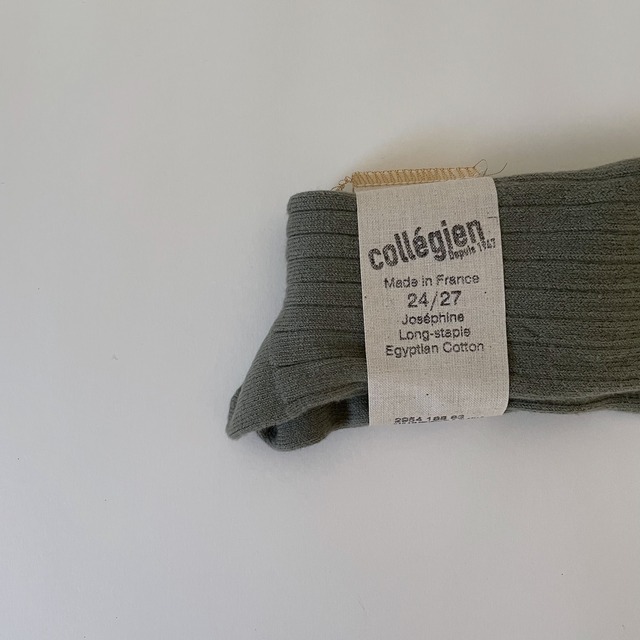 collégien
Depuis 1947
Made in France
24/27
Joséphine
Long-staple
Egyptian Cotton